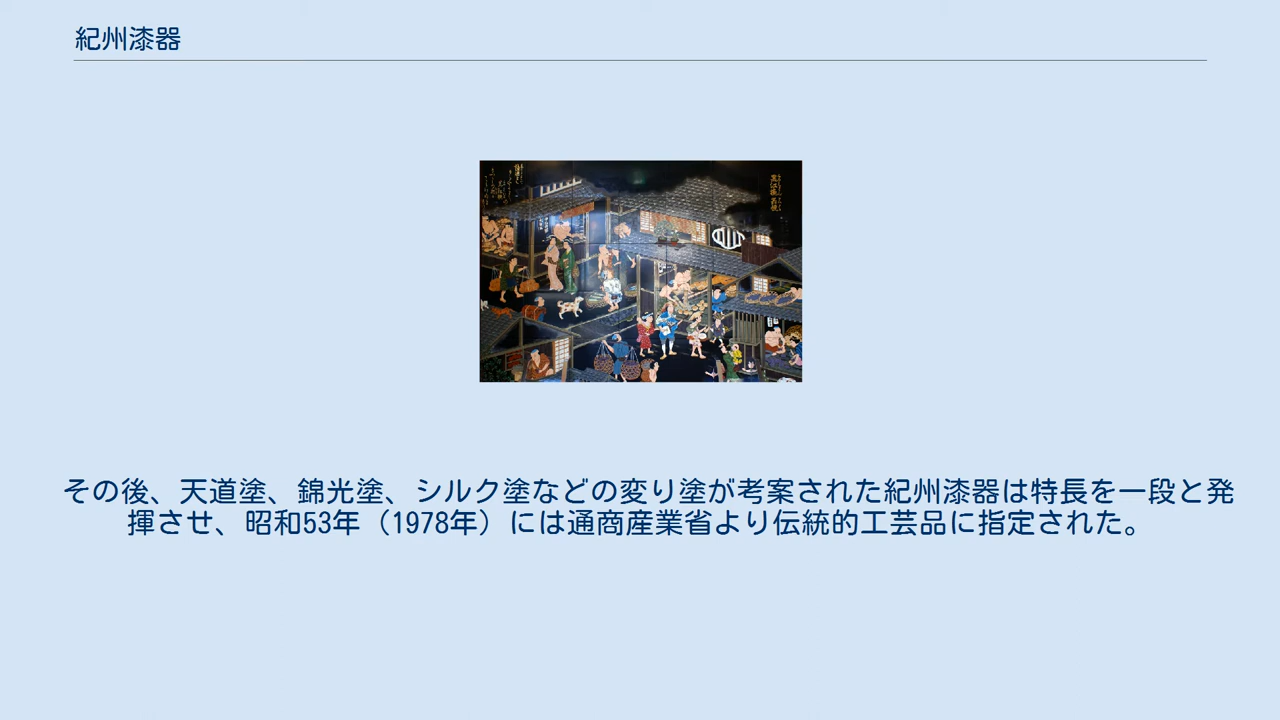 紀州漆器
その後、天道塗、錦光塗、シルク塗などの変り塗が考案された紀州漆器は特長を一段と発
揮させ、昭和53年（1978年）には通商産業省より伝統的工芸品に指定された。